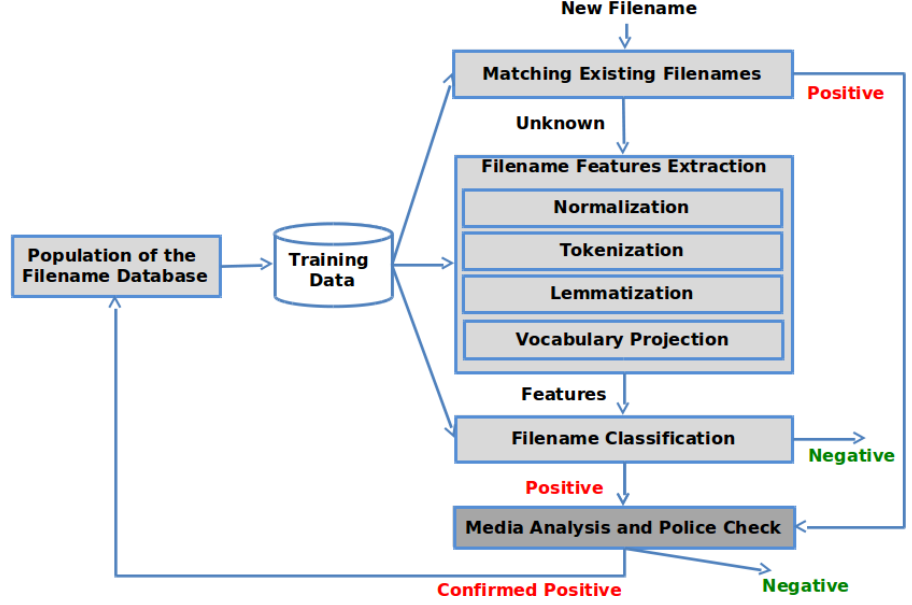 New Filename
Matching Existing Filenames
Positive
Unknown
Filename Features Extraction
Normalization
Tokenization
Lemmatization
Vocabulary Projection
Population of the
Filename Database
Training
Data
Features
Filename Classification
Negative
Positive
Media Analysis and Police Check
Confirmed Positive
Negative